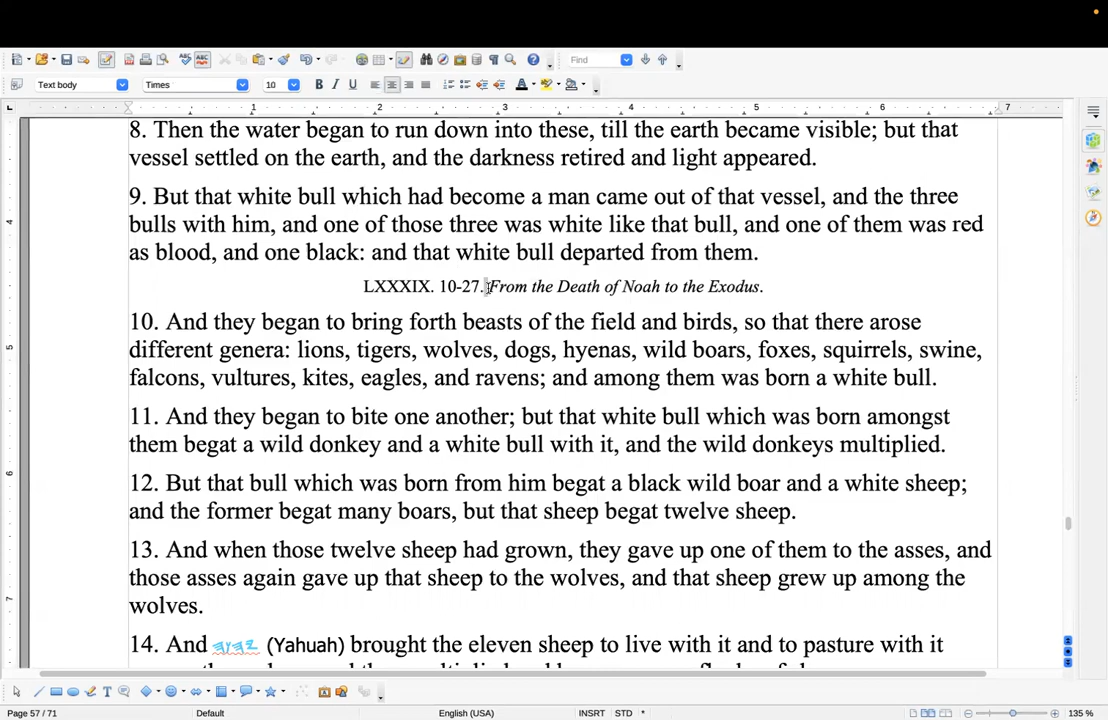 Find
Text body
Times
10
B I U
1 2 3 4 5 6 7
8. Then the water began to run down into these, till the earth became visible; but that
vessel settled on the earth, and the darkness retired and light appeared.
9. But that white bull which had become a man came out of that vessel, and the three
bulls with him, and one of those three was white like that bull, and one of them was red
as blood, and one black: and that white bull departed from them.
LXXXIX. 10-27. From the Death of Noah to the Exodus.
10. And they began to bring forth beasts of the field and birds, so that there arose
different genera: lions, tigers, wolves, dogs, hyenas, wild boars, foxes, squirrels, swine,
falcons, vultures, kites, eagles, and ravens; and among them was born a white bull.
11. And they began to bite one another; but that white bull which was born amongst
them begat a wild donkey and a white bull with it, and the wild donkeys multiplied.
12. But that bull which was born from him begat a black wild boar and a white sheep;
and the former begat many boars, but that sheep begat twelve sheep.
13. And when those twelve sheep had grown, they gave up one of them to the asses, and
those asses again gave up that sheep to the wolves, and that sheep grew up among the
wolves.
14. And 𐤉𐤄𐤅𐤄 (Yahuah) brought the eleven sheep to live with it and to pasture with it
Page 57 / 71
Default
English (USA)
INSRT
STD
*
135 %